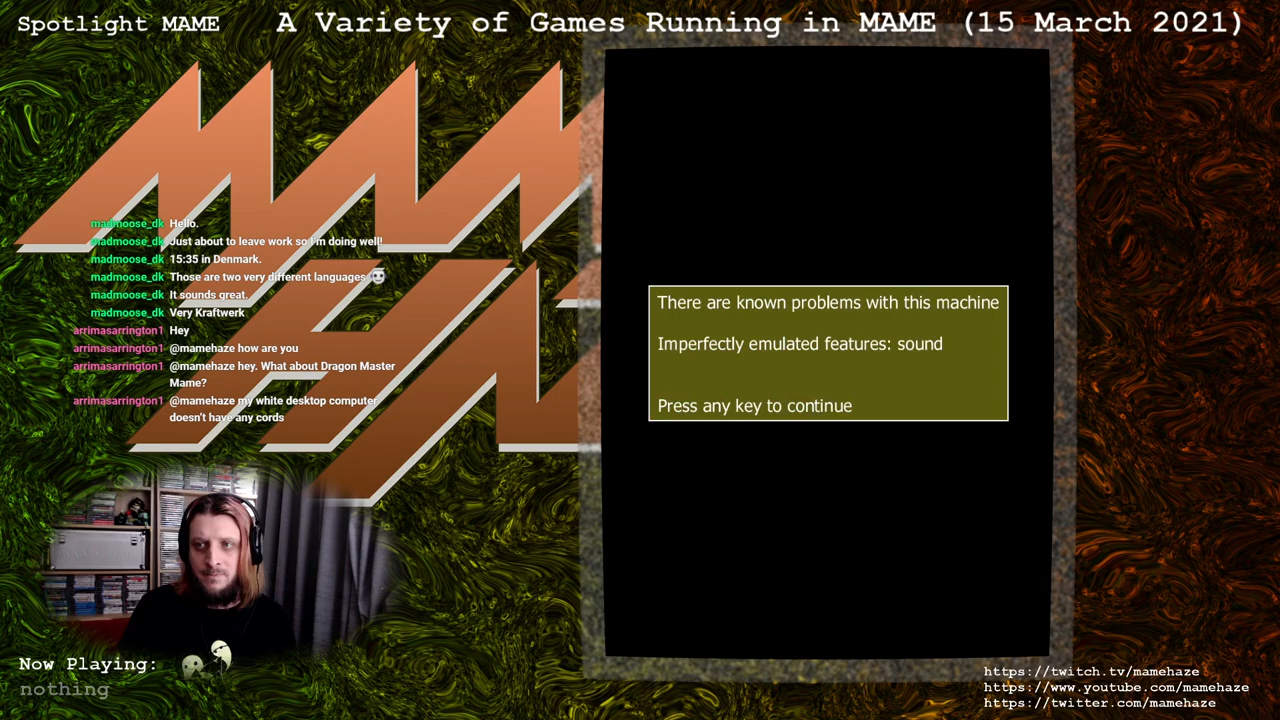 Spotlight MAME
A Variety of Games Running in MAME (15 March 2021)
madmoose_dk Hello.
madmoose_dk Just about to leave work so I'm doing well!
madmoose_dk 15:35 in Denmark.
madmoose_dk Those are two very different languages
madmoose_dk It sounds great.
madmoose_dk Very Kraftwerk
arrimasarrington1 Hey
arrimasarrington1 @mamehaze how are you
arrimasarrington1 @mamehaze hey. What about Dragon Master
Mame?
arrimasarrington1 @mamehaze my white desktop computer
doesn't have any cords
There are known problems with this machine
Imperfectly emulated features: sound
Press any key to continue
Now Playing:
nothing
https://twitch.tv/mamehaze
https://www.youtube.com/mamehaze
https://twitter.com/mamehaze